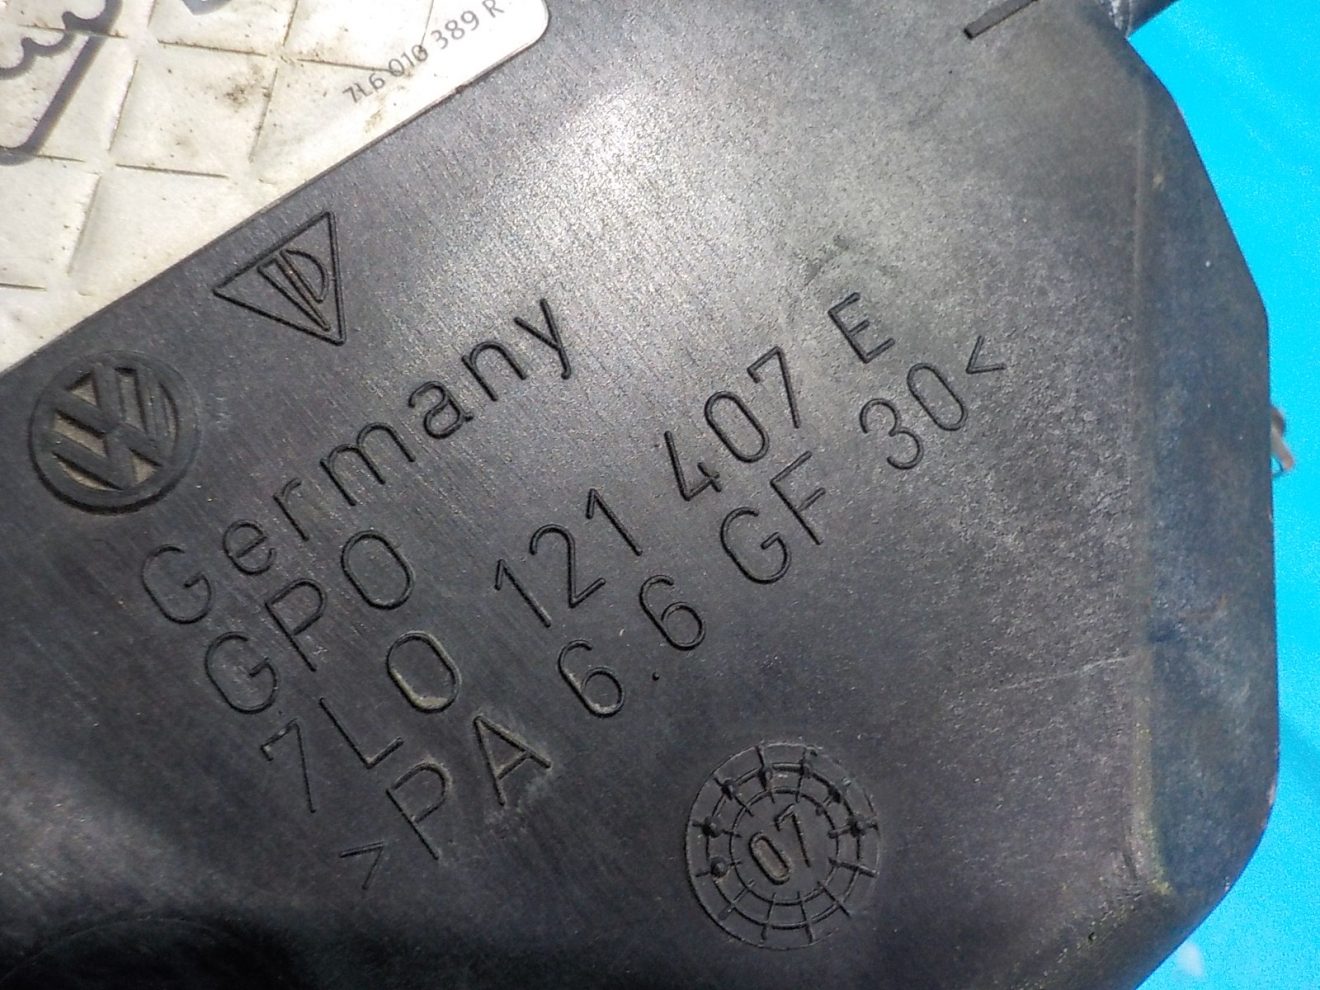 7L6 010 389 R
Germany
GPO
7L0 121 407 E
>PA 6.6 GF 30<
07